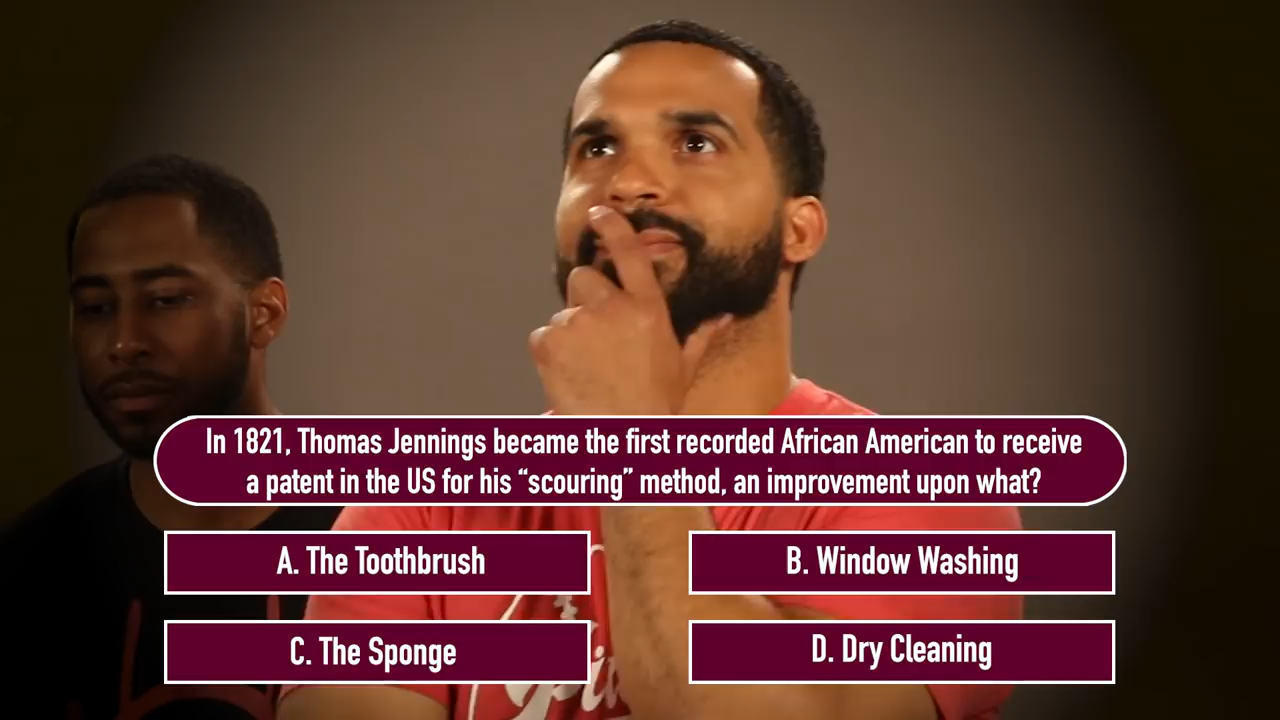 In 1821, Thomas Jennings became the first recorded African American to receive
a patent in the US for his “scouring” method, an improvement upon what?
A. The Toothbrush
B. Window Washing
C. The Sponge
D. Dry Cleaning